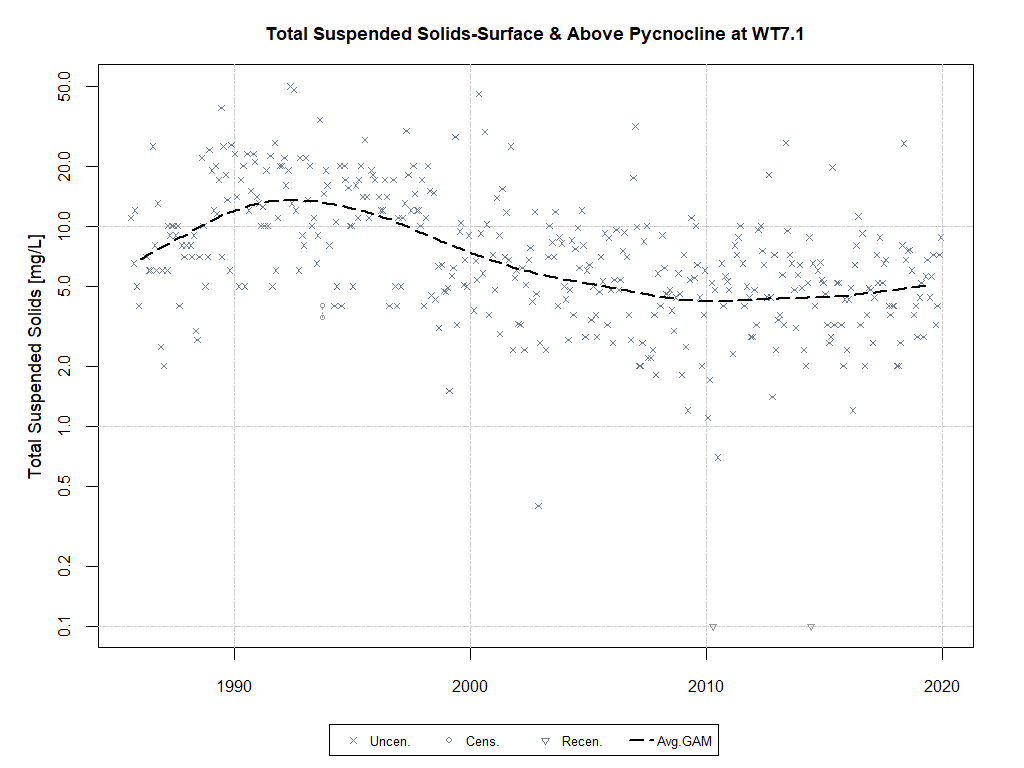 Total Suspended Solids-Surface & Above Pycnocline at WT7.1
Total Suspended Solids [mg/L]
50.0
20.0
10.0
5.0
2.0
1.0
0.5
0.2
0.1
1990 2000 2010 2020
Uncen. Cens. Recen. Avg.GAM